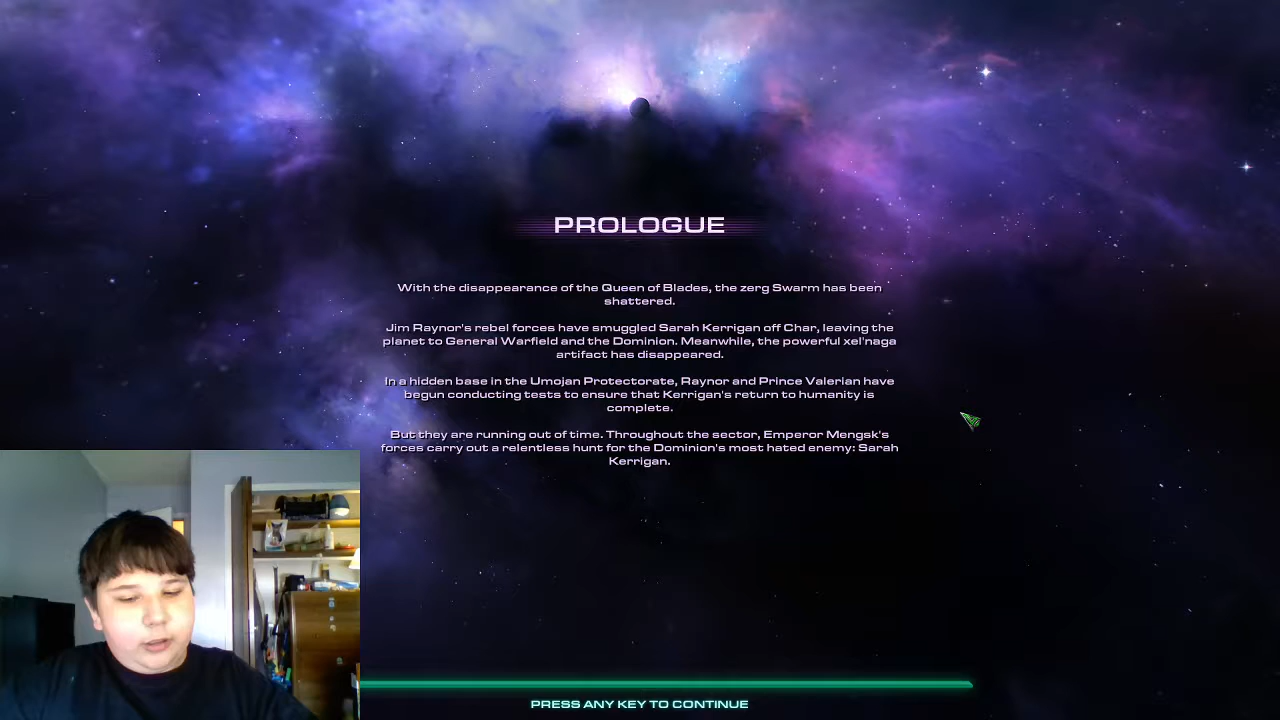 PROLOGUE
With the disappearance of the Queen of Blades, the zerg Swarm has been
shattered.
Jim Raynor's rebel forces have smuggled Sarah Kerrigan off Char, leaving the
planet to General Warfield and the Dominion. Meanwhile, the powerful xel'naga
artifact has disappeared.
In a hidden base in the Umojan Protectorate, Raynor and Prince Valerian have
begun conducting tests to ensure that Kerrigan's return to humanity is
complete.
But they are running out of time. Throughout the sector, Emperor Mengsk's
forces carry out a relentless hunt for the Dominion's most hated enemy: Sarah
Kerrigan.
PRESS ANY KEY TO CONTINUE